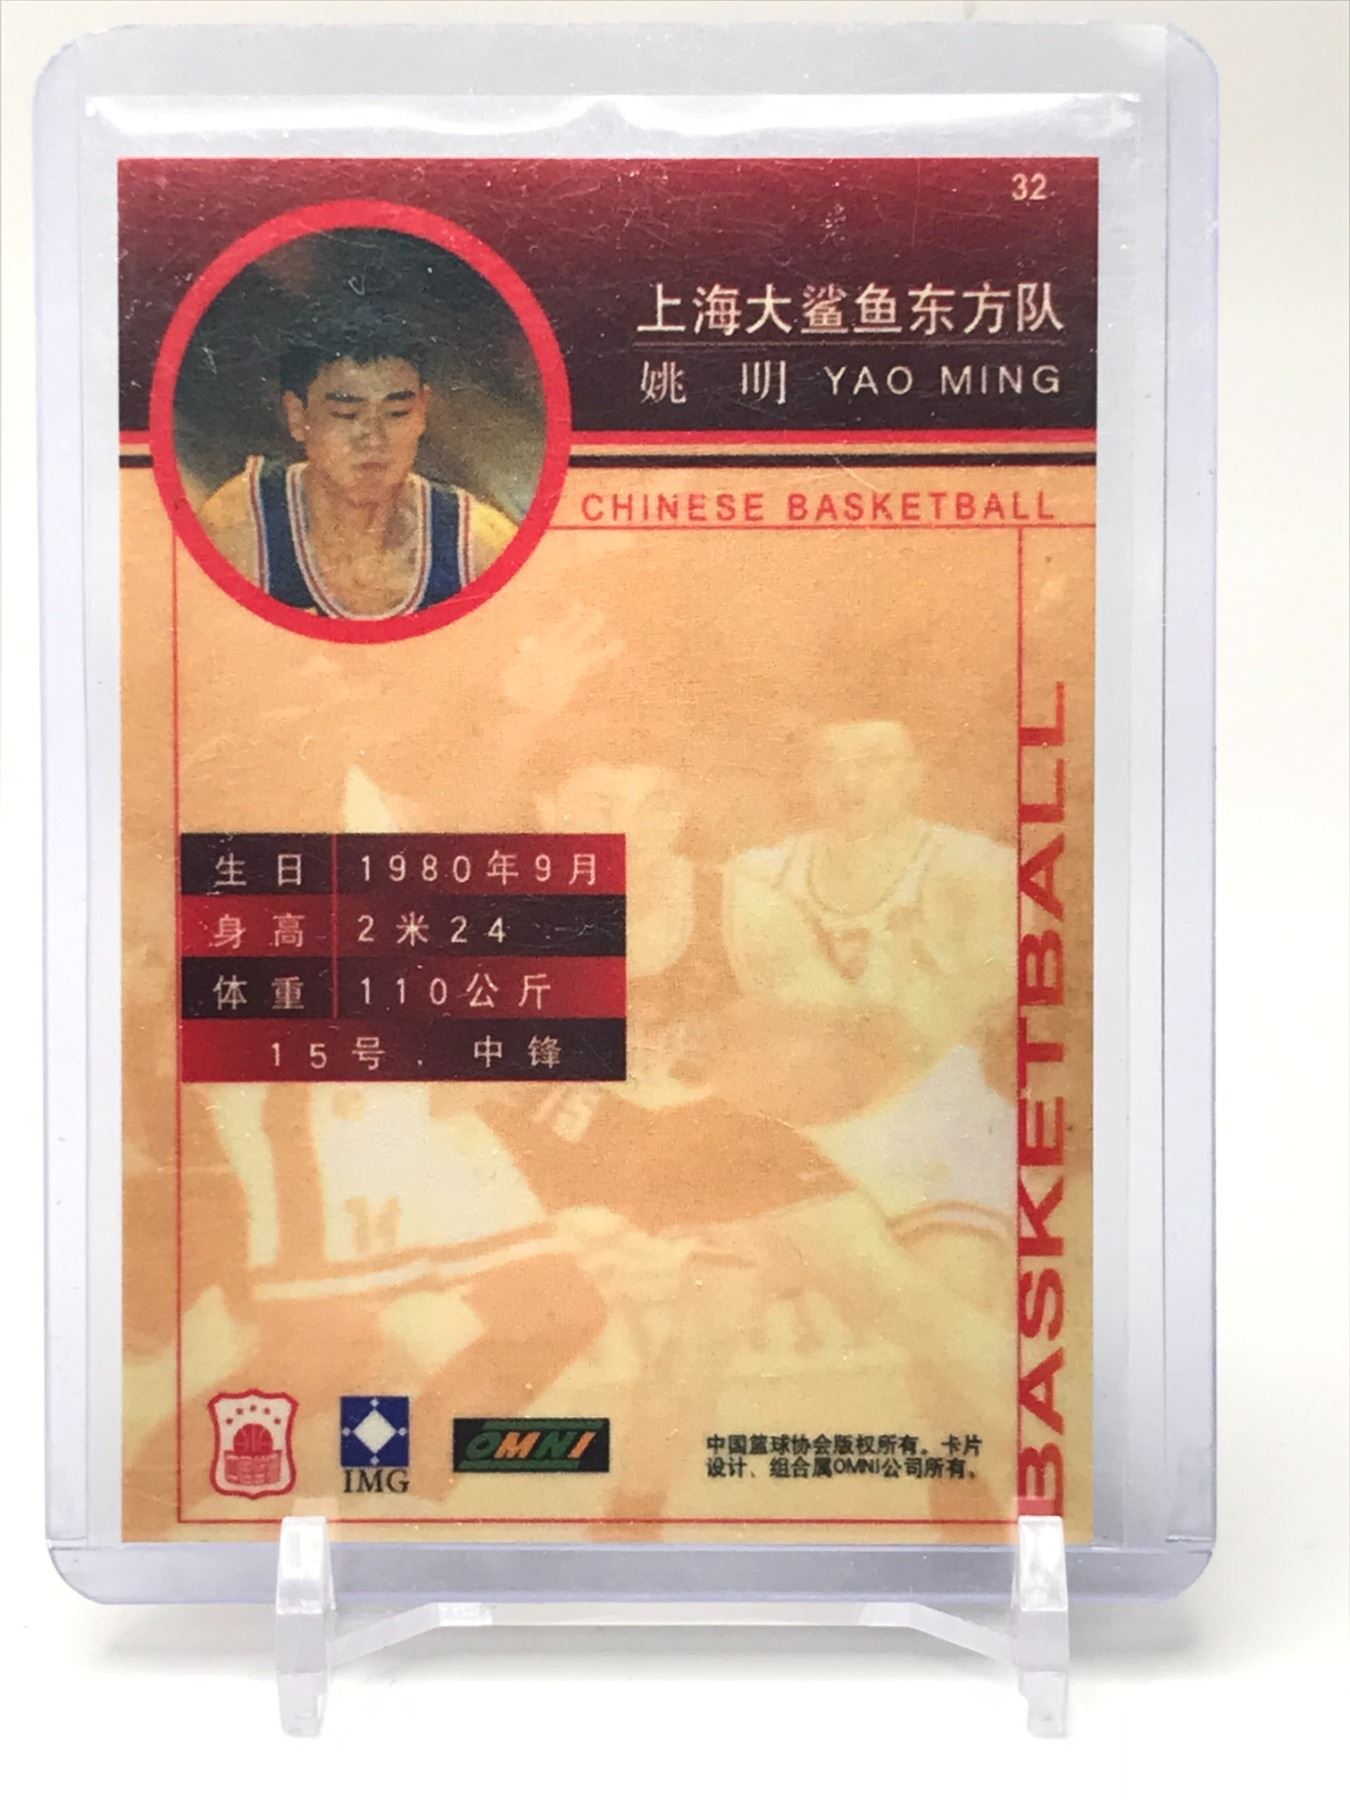 32
上海大鲨鱼东方队
姚 明 YAO MING
CHINESE BASKETBALL
BASKETBALL
生日 1980年9月
身高 2米24
体重 110公斤
15号．中锋
15
14
IMG
OMNI
中国篮球协会版权所有。卡片
设计、组合属OMNI公司所有。